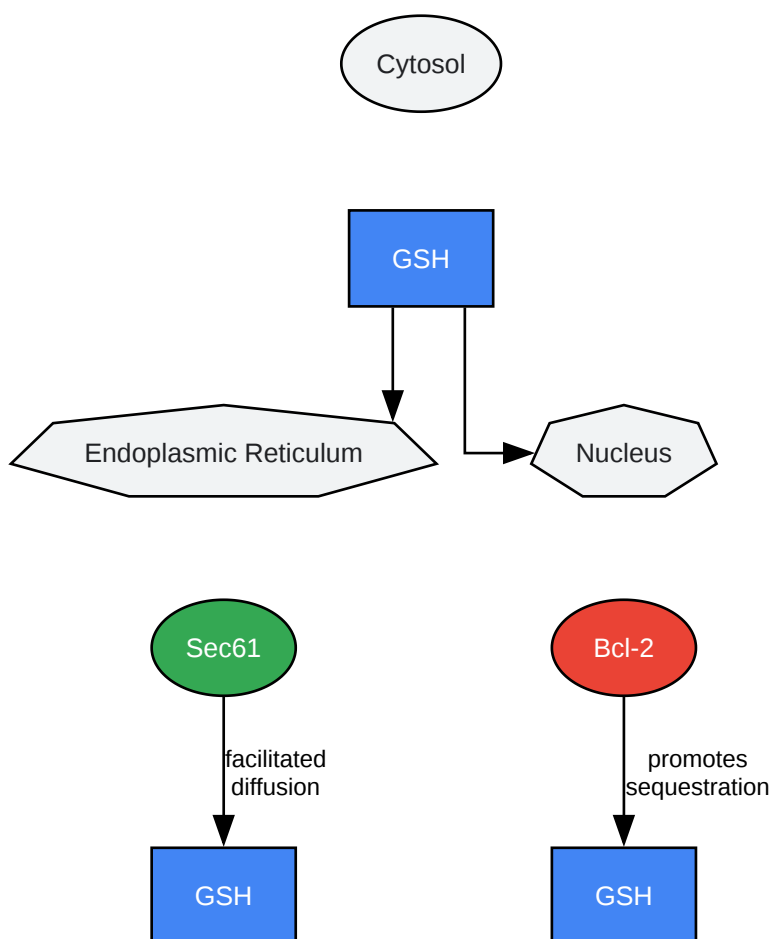 Cytosol
GSH
Endoplasmic Reticulum
Nucleus
Sec61
Bcl-2
facilitated
diffusion
promotes
sequestration
GSH
GSH